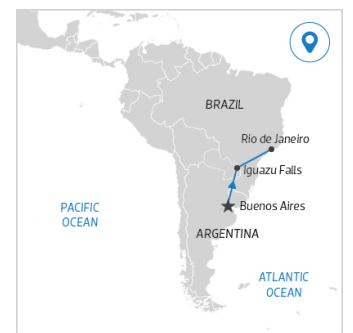 BRAZIL
Rio de Janeiro
Iguazu Falls
PACIFIC
OCEAN
Buenos Aires
ARGENTINA
ATLANTIC
OCEAN